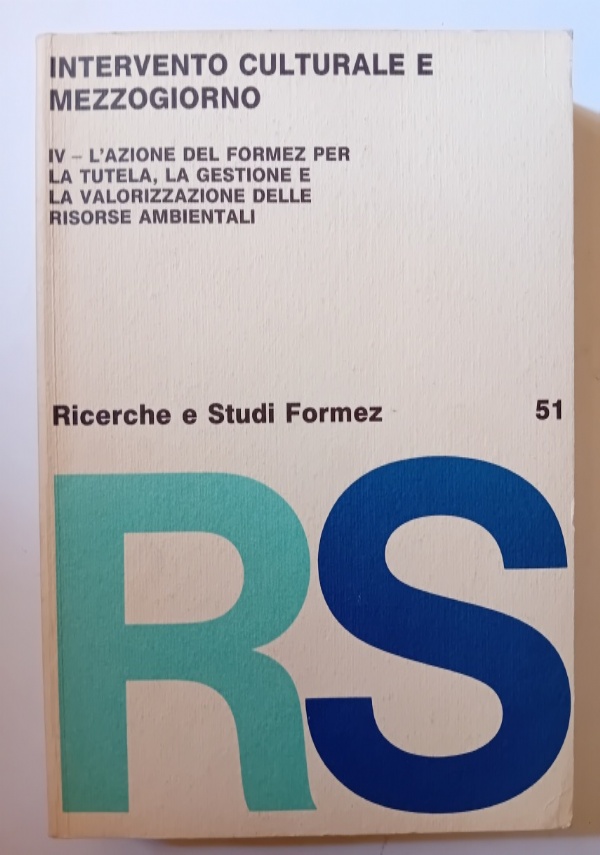 INTERVENTO CULTURALE E
MEZZOGIORNO
IV – L'AZIONE DEL FORMEZ PER
LA TUTELA, LA GESTIONE E
LA VALORIZZAZIONE DELLE
RISORSE AMBIENTALI
Ricerche e Studi Formez 51
RS